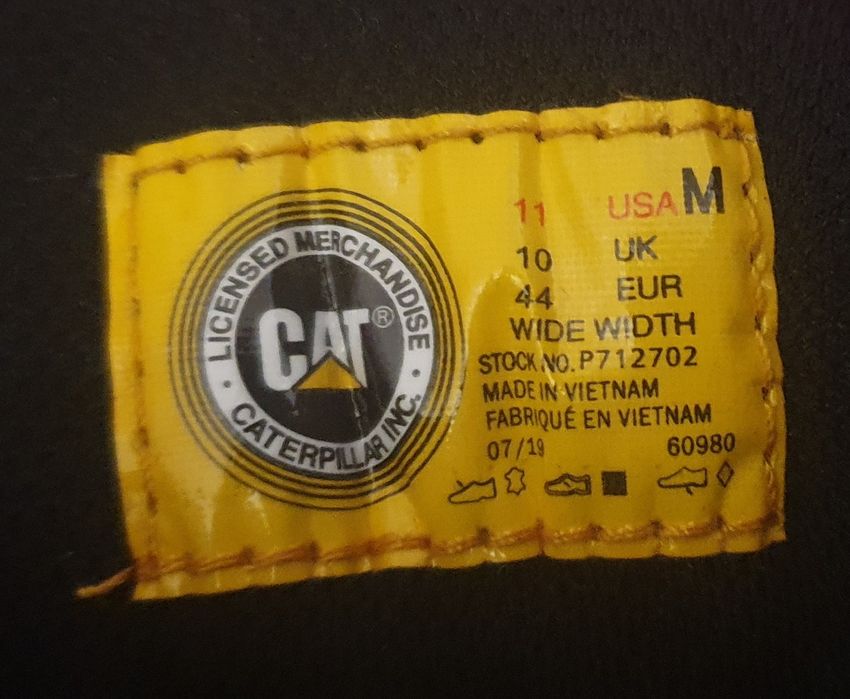 LICENSED MERCHANDISE
CAT®
• CATERPILLAR INC. •
11 USA M
10 UK
44 EUR
WIDE WIDTH
STOCK NO. P712702
MADE IN VIETNAM
FABRIQUÉ EN VIETNAM
07/19 60980